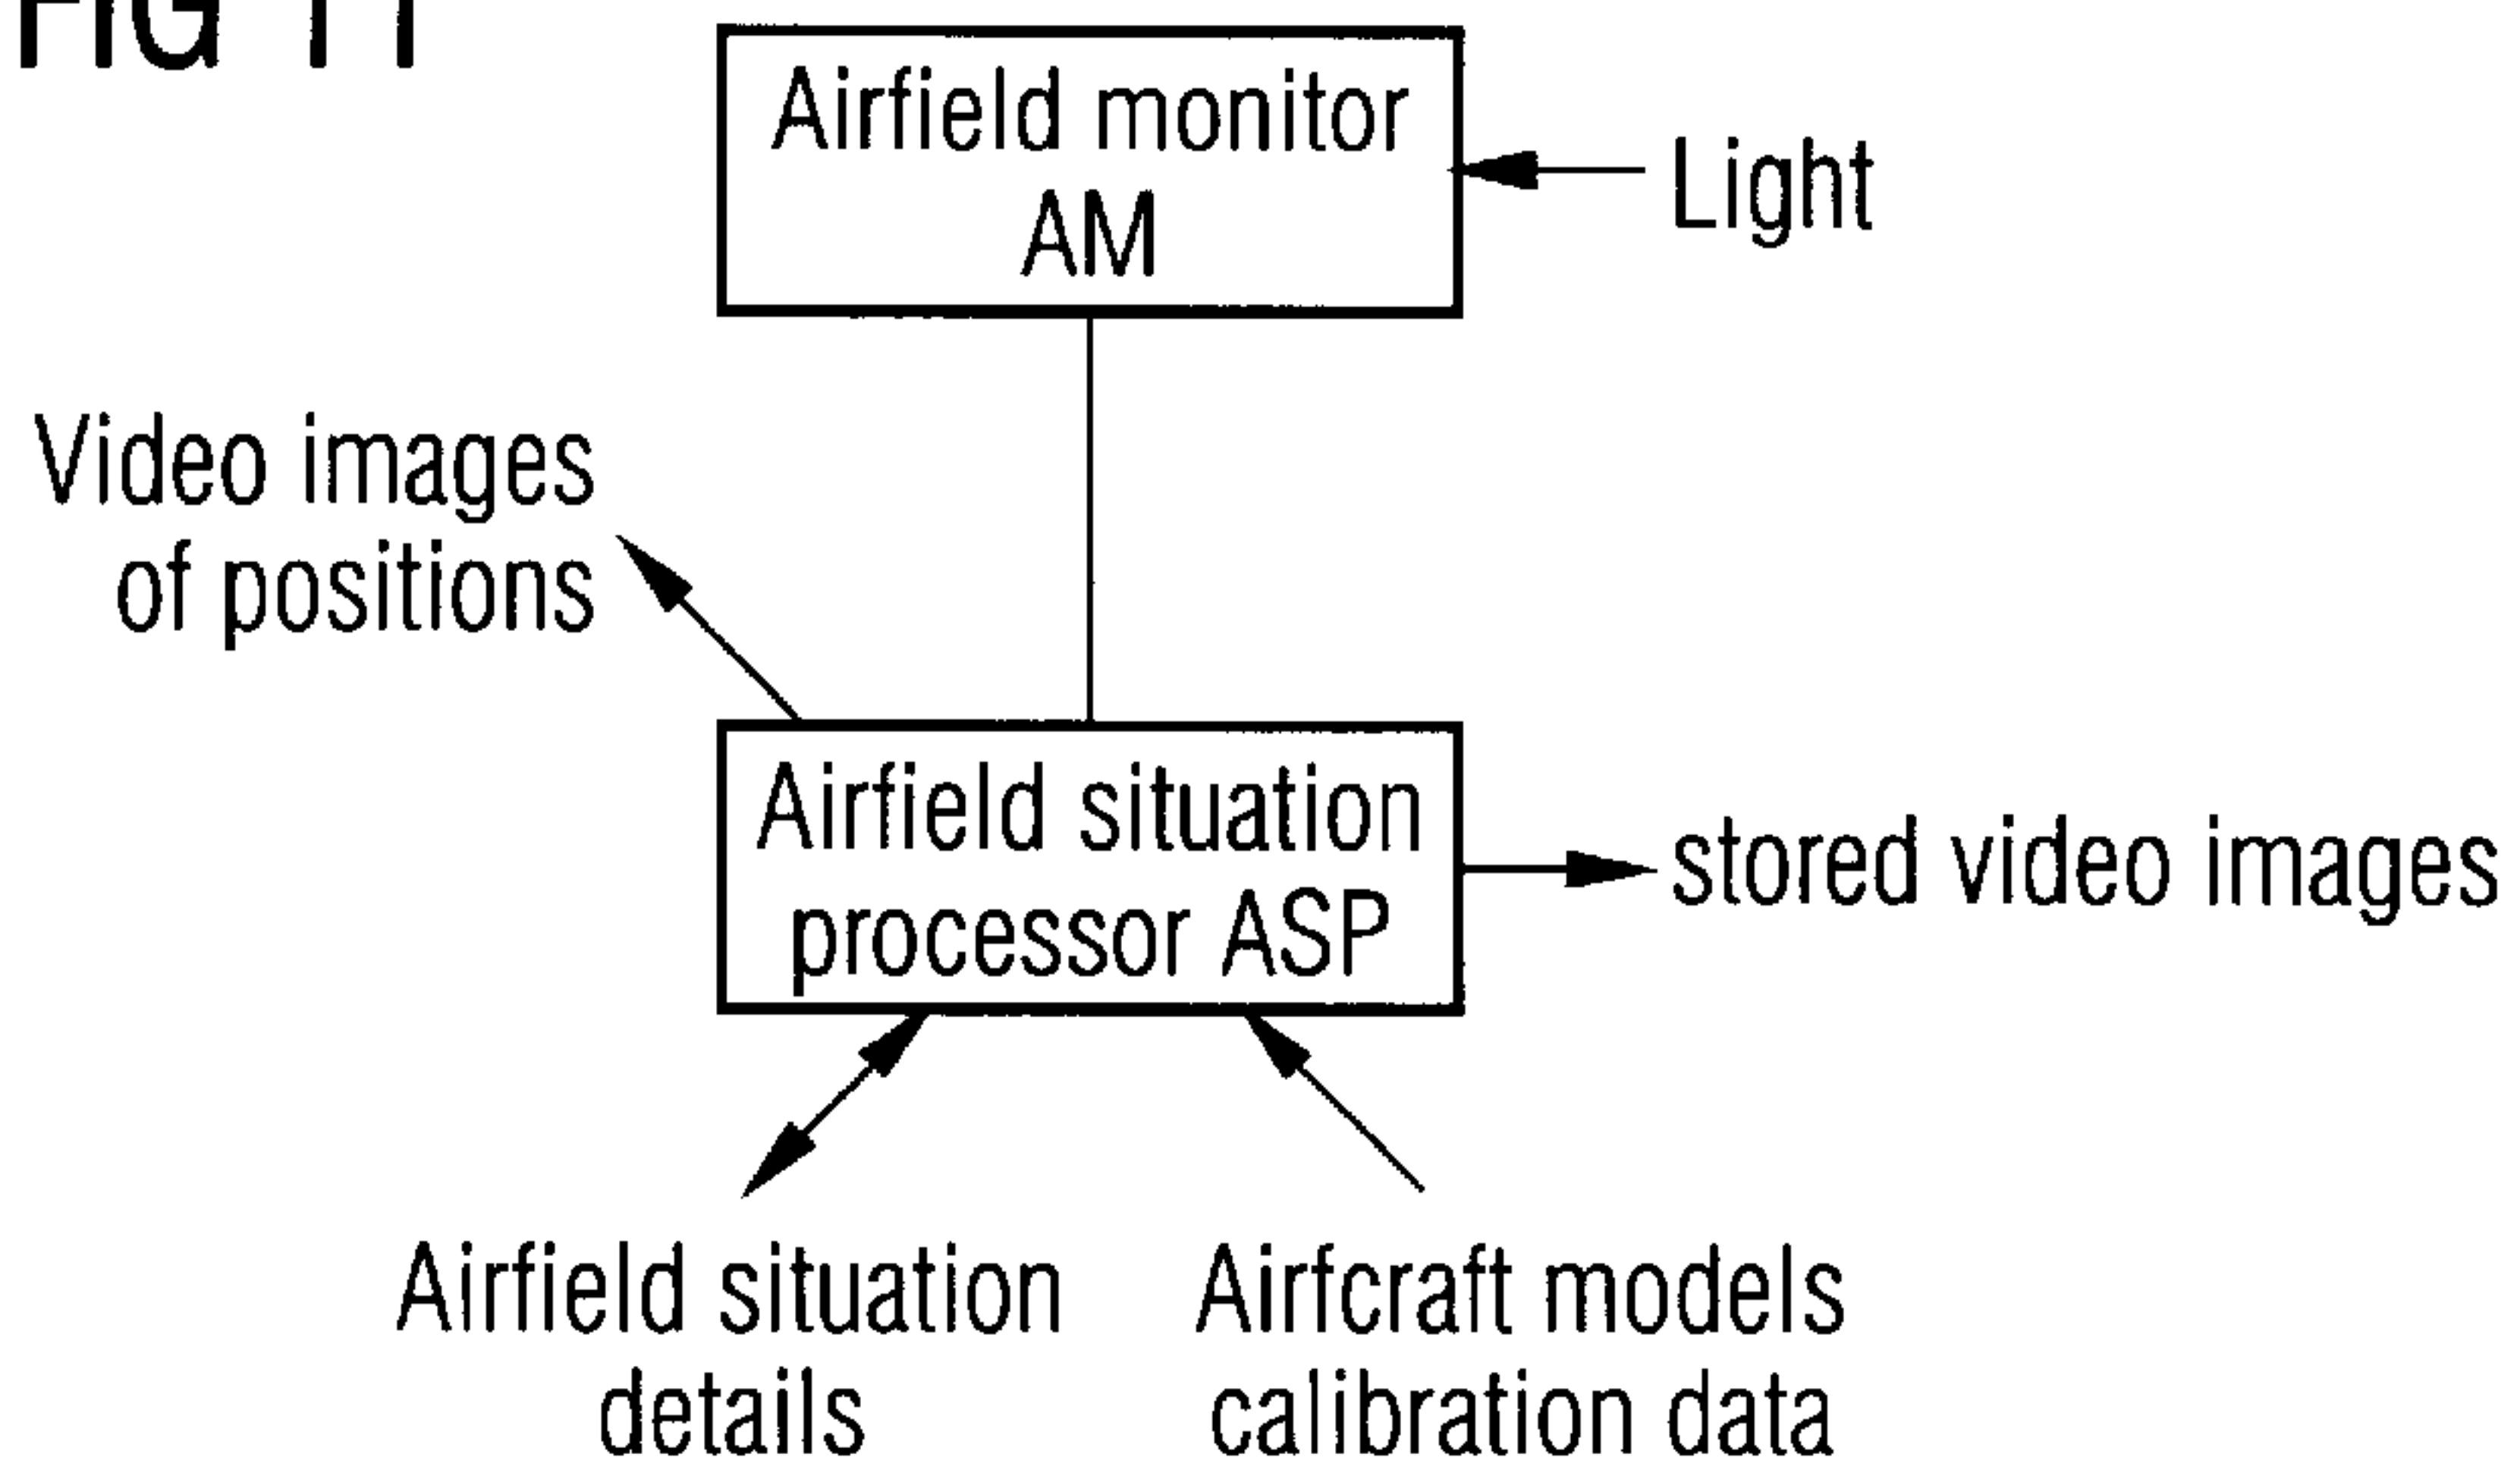 FIG 11
Airfield monitor
AM
Light
Video images
of positions
Airfield situation
processor ASP
stored video images
Airfield situation
details
Airfcraft models
calibration data